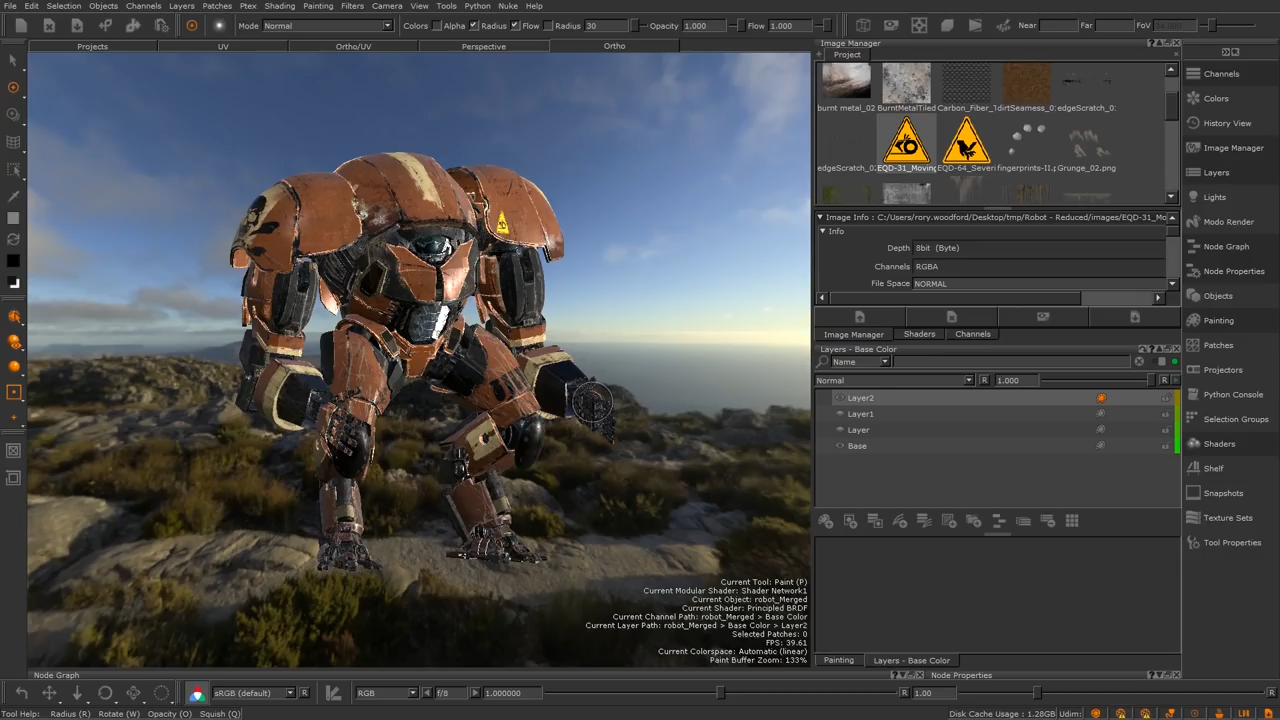 File Edit Selection Objects Channels Layers Patches Ptex Shading Painting Filters Camera View Tools Python Nuke Help
Mode Normal Colors Alpha Radius Flow Radius 30 Opacity 1.000 Flow 1.000 Near Far FoV
Projects UV Ortho/UV Perspective Ortho
Image Manager
Project
burnt metal_02 BurntMetalTiled Carbon_Fiber_T dirtSeamess_0: edgeScratch_01:
edgeScratch_0: EQD-31_Moving EQD-64_Severi fingerprints-II.p Grunge_02.png
Image Info : C:/Users/rory.woodford/Desktop/tmp/Robot - Reduced/images/EQD-31_Mo
Info
Depth 8bit (Byte)
Channels RGBA
File Space NORMAL
Image Manager Shaders Channels
Layers - Base Color
Name
Normal R 1.000 R
Layer2
Layer1
Layer
Base
Channels
Colors
History View
Image Manager
Layers
Lights
Modo Render
Node Graph
Node Properties
Objects
Painting
Patches
Projectors
Python Console
Selection Groups
Shaders
Shelf
Snapshots
Texture Sets
Tool Properties
Current Tool: Paint (P)
Current Modular Shader: Shader Network1
Current Object: robot_Merged
Current Shader: Principled BRDF
Current Channel Path: robot_Merged > Base Color
Current Layer Path: robot_Merged > Base Color > Layer2
Selected Patches: 0
FPS: 39.61
Current Colorspace: Automatic (linear)
Paint Buffer Zoom: 133%
Painting Layers - Base Color
Node Graph Node Properties
sRGB (default) R RGB f/8 1.000000 R 1.00 R
Tool Help: Radius (R) Rotate (W) Opacity (O) Squish (Q) Disk Cache Usage : 1.28GB Udim: